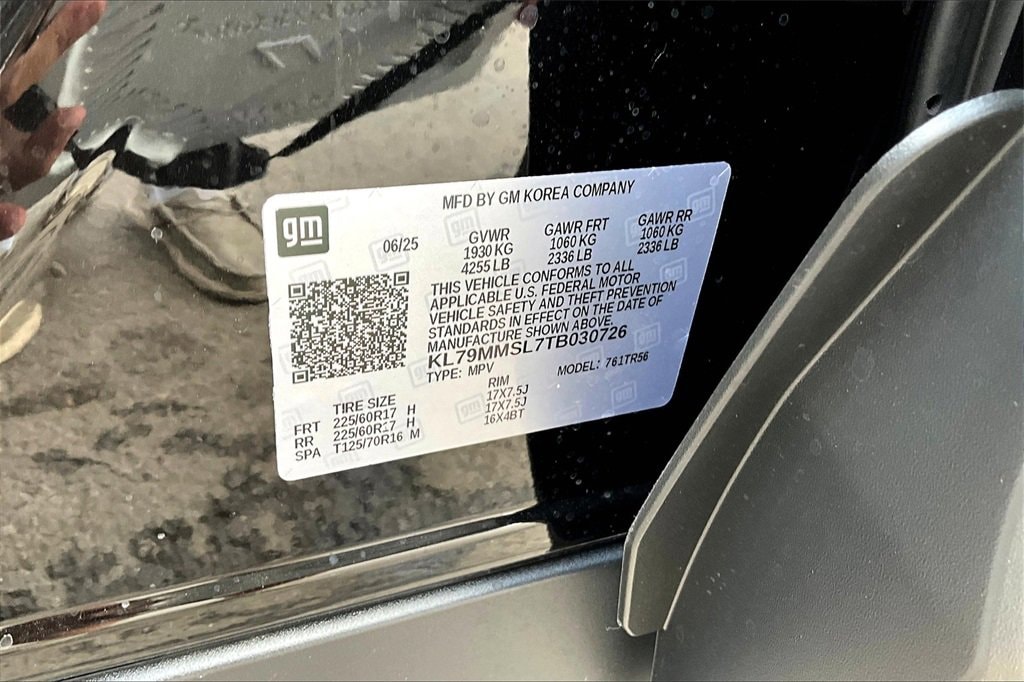 MFD BY GM KOREA COMPANY
gm
06/25
GVWR GAWR FRT GAWR RR
1930 KG 1060 KG 1060 KG
4255 LB 2336 LB 2336 LB
THIS VEHICLE CONFORMS TO ALL
APPLICABLE U.S. FEDERAL MOTOR
VEHICLE SAFETY AND THEFT PREVENTION
STANDARDS IN EFFECT ON THE DATE OF
MANUFACTURE SHOWN ABOVE.
KL79MMSL7TB030726
TYPE: MPV MODEL: 761TR56
TIRE SIZE RIM
FRT 225/60R17 H 17X7.5J
RR 225/60R17 H 17X7.5J
SPA T125/70R16 M 16X4BT